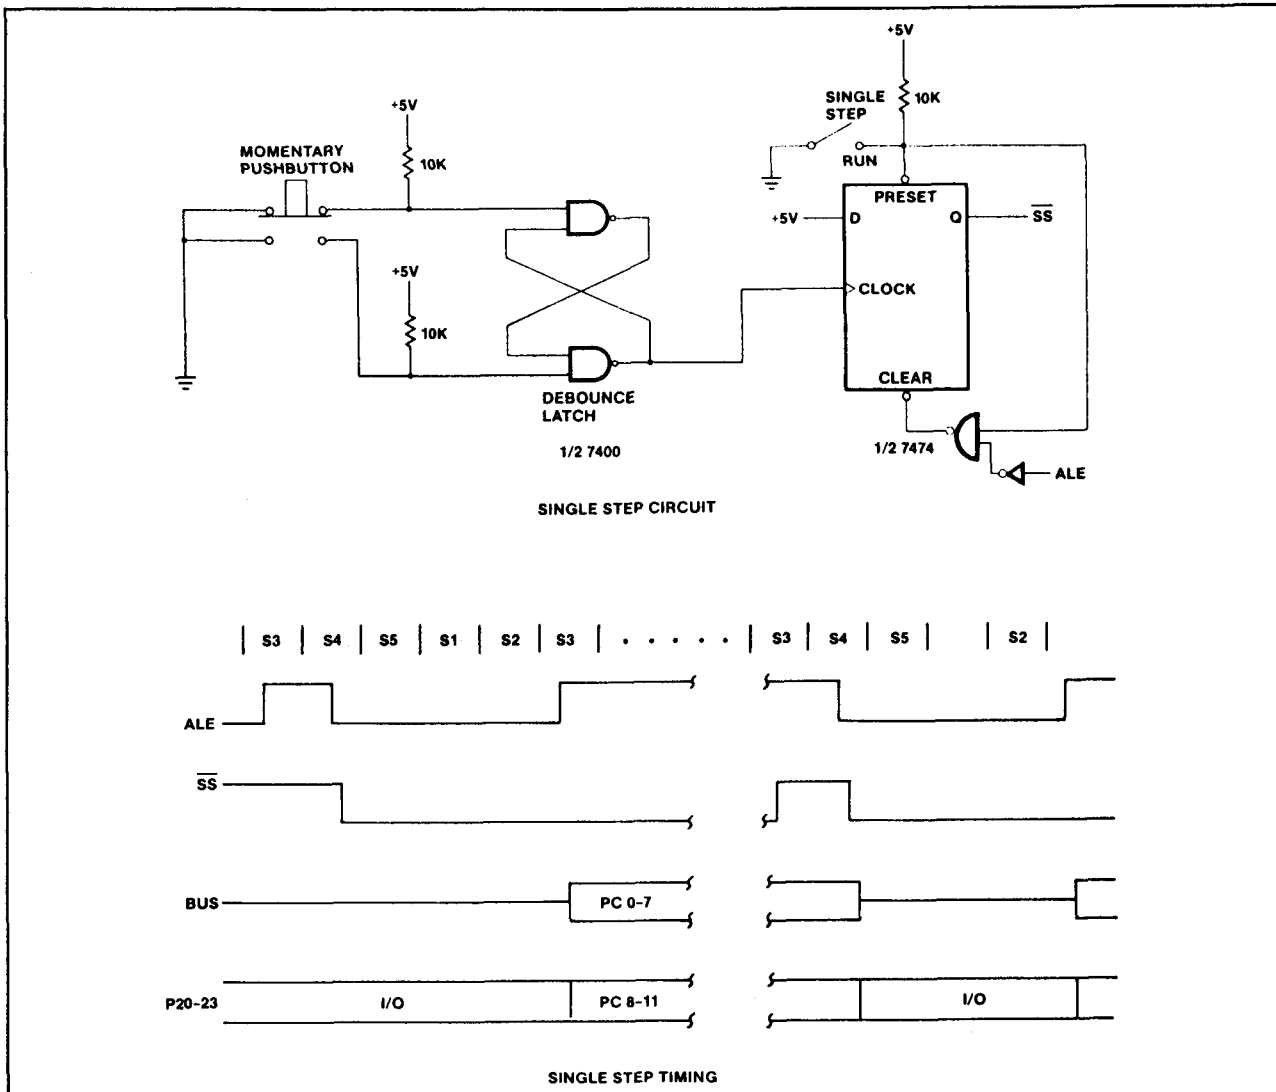 +5V
SINGLE
STEP
10K
+5V
MOMENTARY
PUSHBUTTON
10K
RUN
PRESET
+5V
D
Q
SS
+5V
CLOCK
10K
CLEAR
DEBOUNCE
LATCH
1/2 7400
1/2 7474
ALE
SINGLE STEP CIRCUIT
S3 S4 S5 S1 S2 S3 . . . . . S3 S4 S5 S2
ALE
SS
BUS
PC 0-7
P20-23
I/O
PC 8-11
I/O
SINGLE STEP TIMING